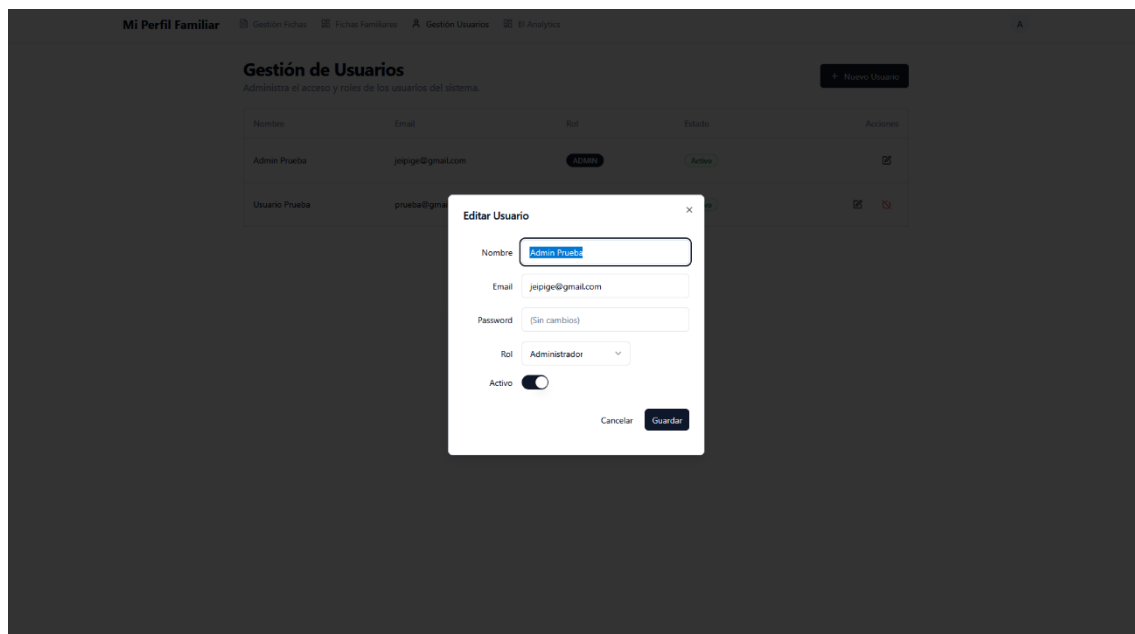 Mi Perfil Familiar Gestión Fichas Fichas Familiares Gestión Usuarios BI Analytics A
Gestión de Usuarios
+ Nuevo Usuario
Administra el acceso y roles de los usuarios del sistema.
Nombre Email Rol Estado Acciones
Admin Prueba jeipige@gmail.com ADMIN Activo
Usuario Prueba prueba@gmai
Editar Usuario
Nombre Admin Prueba
Email jeipige@gmail.com
Password (Sin cambios)
Rol Administrador
Activo
Cancelar Guardar